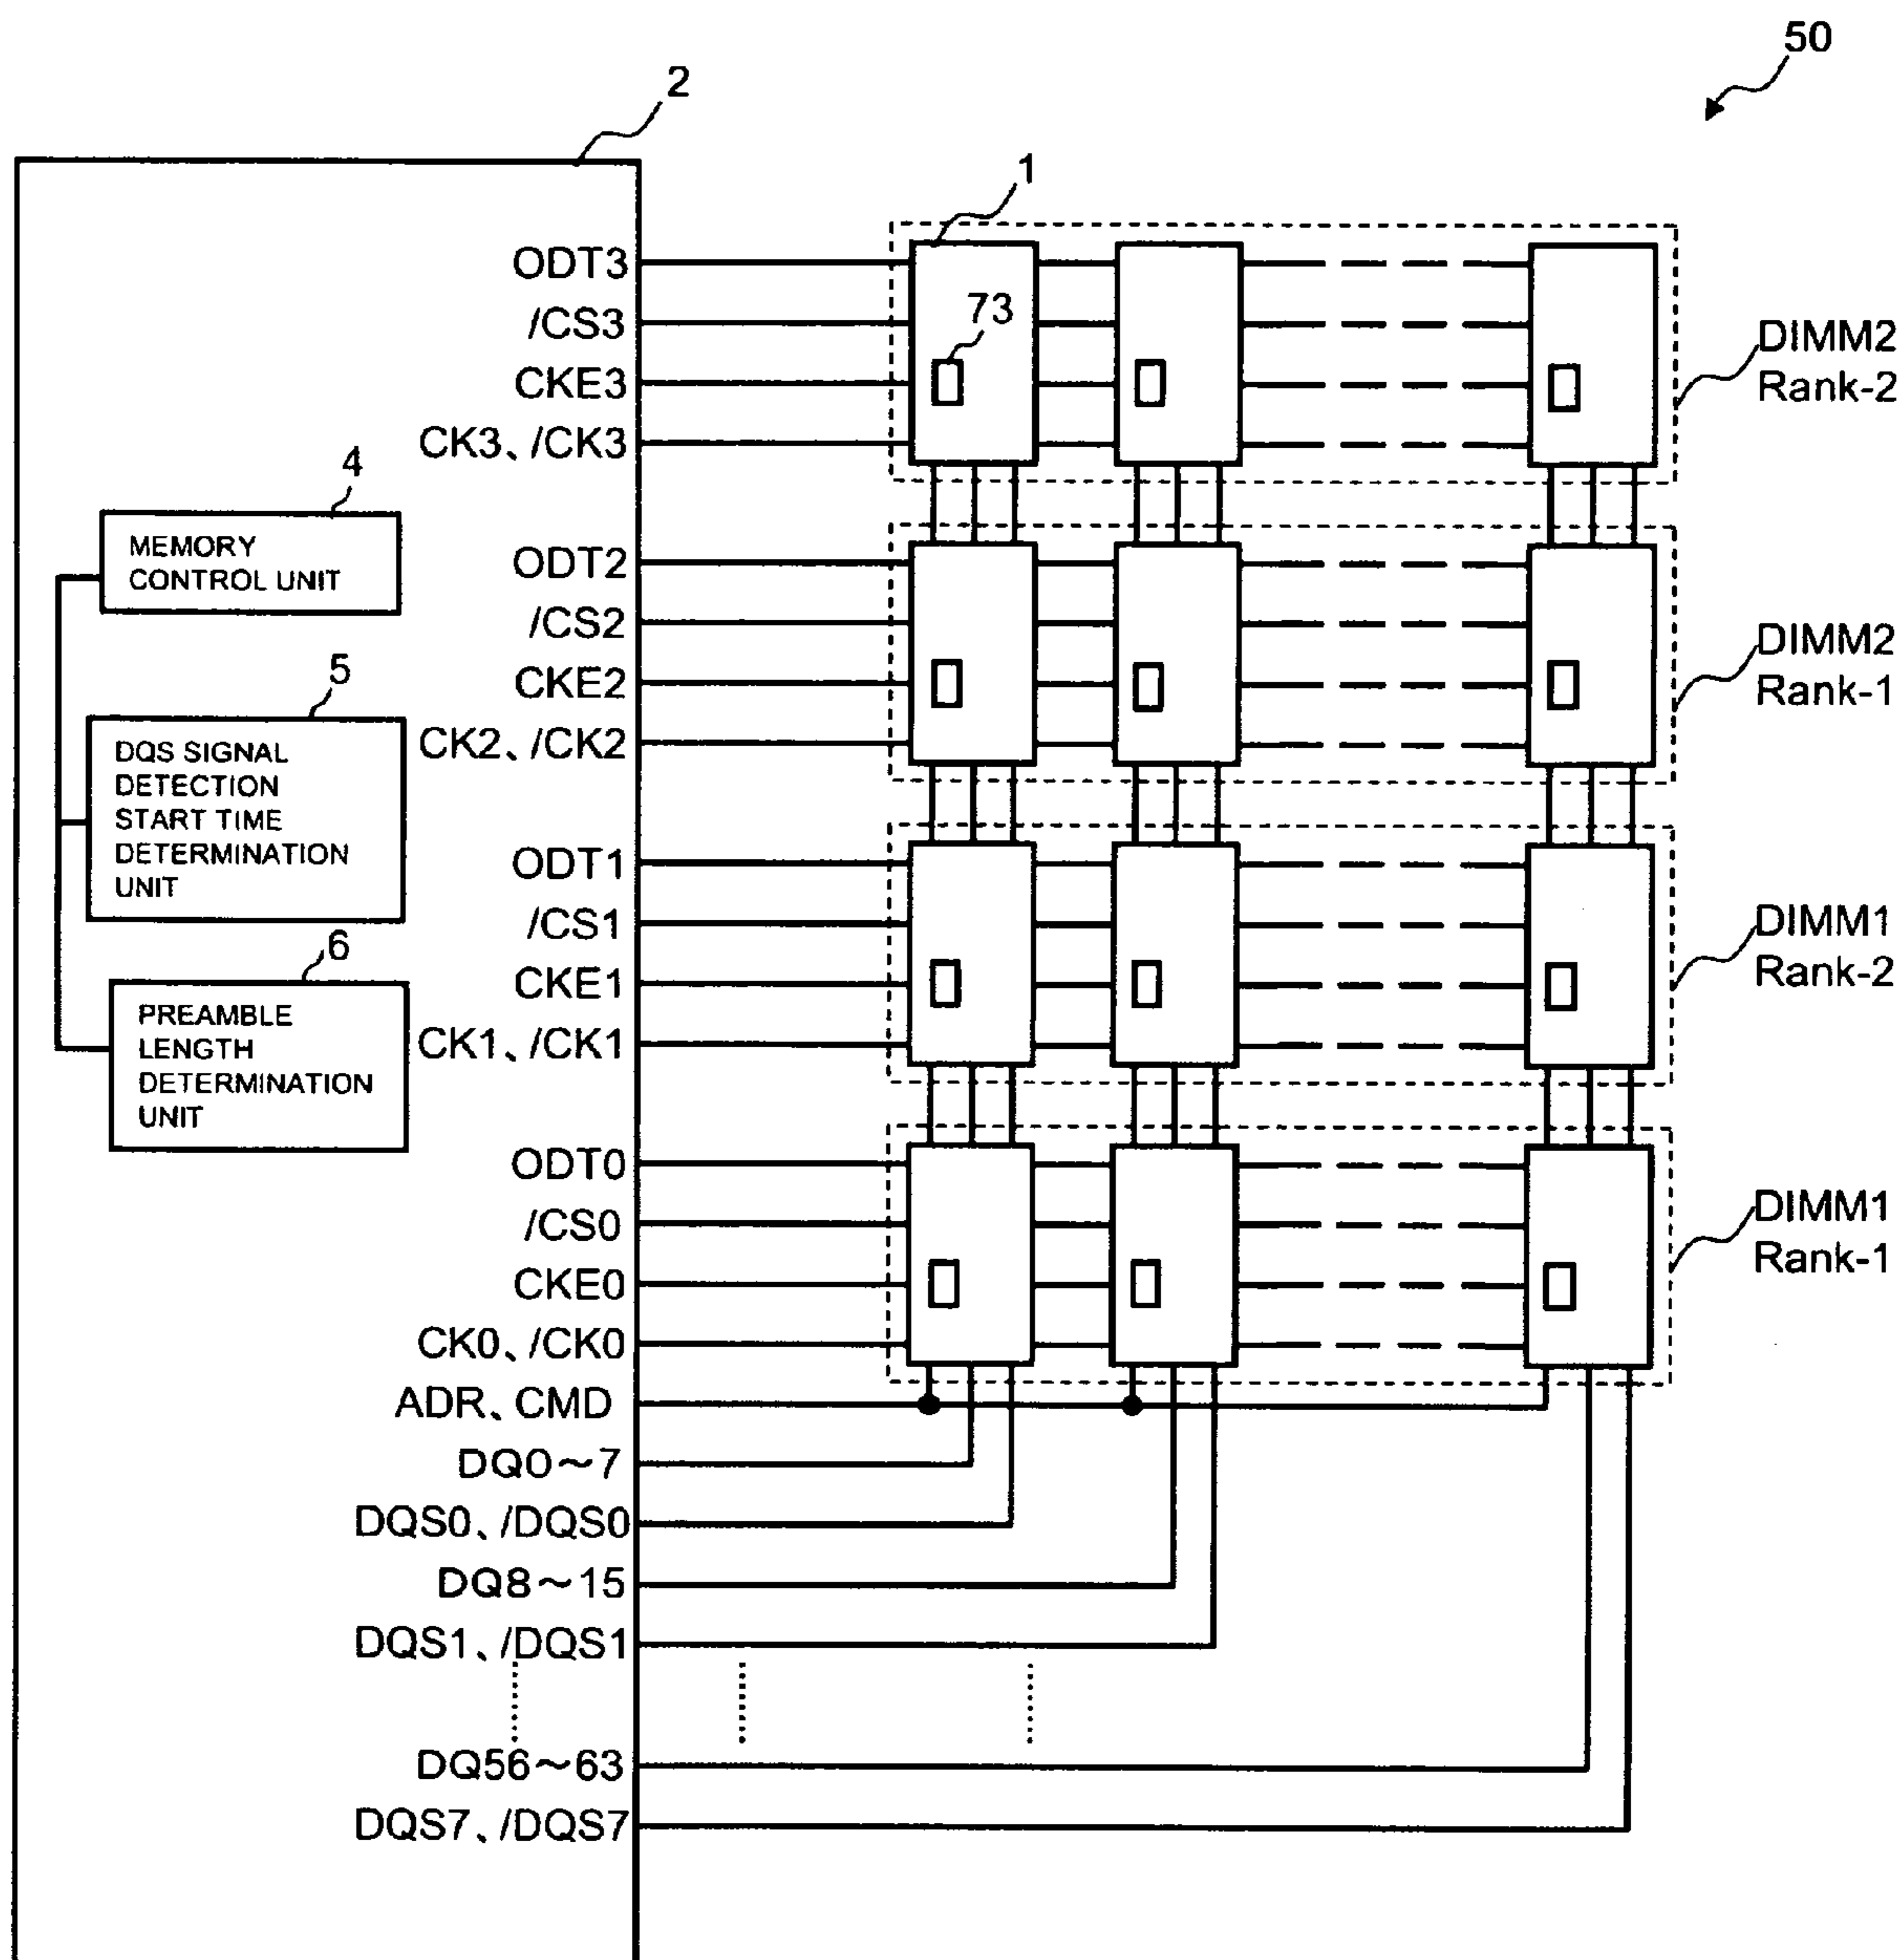 50
2
1
ODT3
/CS3
73
CKE3
CK3、/CK3
DIMM2
Rank-2
4
MEMORY
CONTROL UNIT
ODT2
/CS2
CKE2
CK2、/CK2
DIMM2
Rank-1
5
DQS SIGNAL
DETECTION
START TIME
DETERMINATION
UNIT
ODT1
/CS1
CKE1
CK1、/CK1
DIMM1
Rank-2
6
PREAMBLE
LENGTH
DETERMINATION
UNIT
ODT0
/CS0
CKE0
CK0、/CK0
DIMM1
Rank-1
ADR、CMD
DQ0～7
DQS0、/DQS0
DQ8～15
DQS1、/DQS1
DQ56～63
DQS7、/DQS7